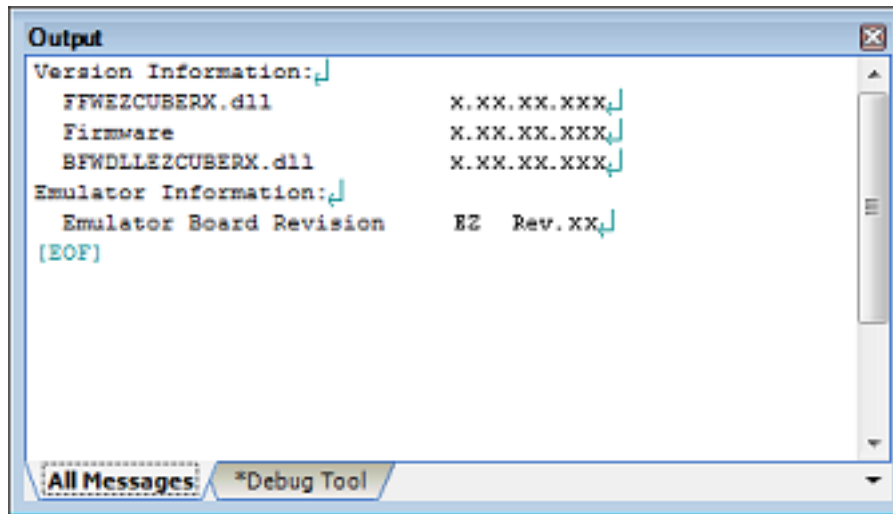 Output
Version Information:
FFWEZCUBERX.dll x.xx.xx.xxx
Firmware x.xx.xx.xxx
BFWDLLEZCUBERX.dll x.xx.xx.xxx
Emulator Information:
Emulator Board Revision EZ Rev.xx
[EOF]
All Messages *Debug Tool